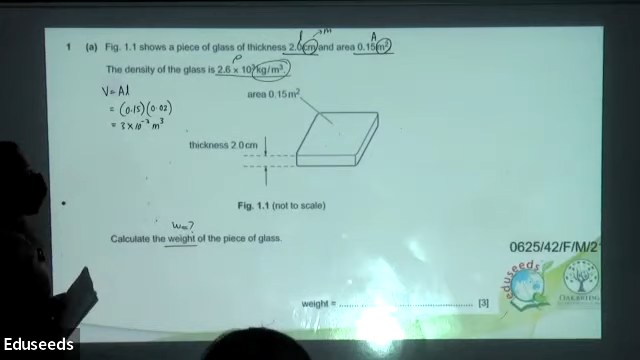 1 (a) Fig. 1.1 shows a piece of glass of thickness 2.0 cm and area 0.15 m².
l → m A
The density of the glass is 2.6 × 10³ kg/m³.
ρ
V = Al
= (0.15)(0.02)
= 3 × 10⁻³ m³
area 0.15 m²
thickness 2.0 cm
Fig. 1.1 (not to scale)
Calculate the weight of the piece of glass.
weight = [3]
0625/42/F/M/2
eduseeds
OAKBRIDG
Eduseeds